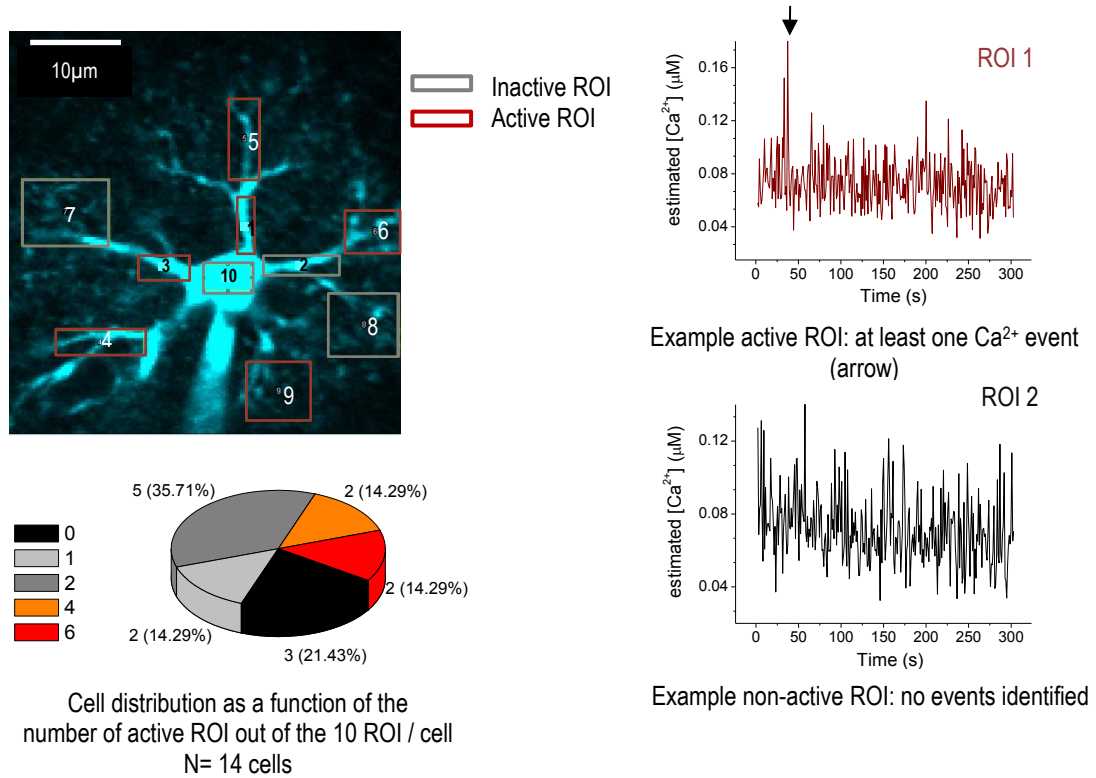 10µm
Inactive ROI
Active ROI
5
7
6
3
10
2
8
4
9
ROI 1
estimated [Ca²⁺] (µM)
0.16
0.12
0.08
0.04
0 50 100 150 200 250 300
Time (s)
Example active ROI: at least one Ca²⁺ event
(arrow)
ROI 2
estimated [Ca²⁺] (µM)
0.12
0.08
0.04
0 50 100 150 200 250 300
Time (s)
Example non-active ROI: no events identified
0
1
2
4
6
5 (35.71%)
2 (14.29%)
2 (14.29%)
2 (14.29%)
3 (21.43%)
Cell distribution as a function of the
number of active ROI out of the 10 ROI / cell
N= 14 cells